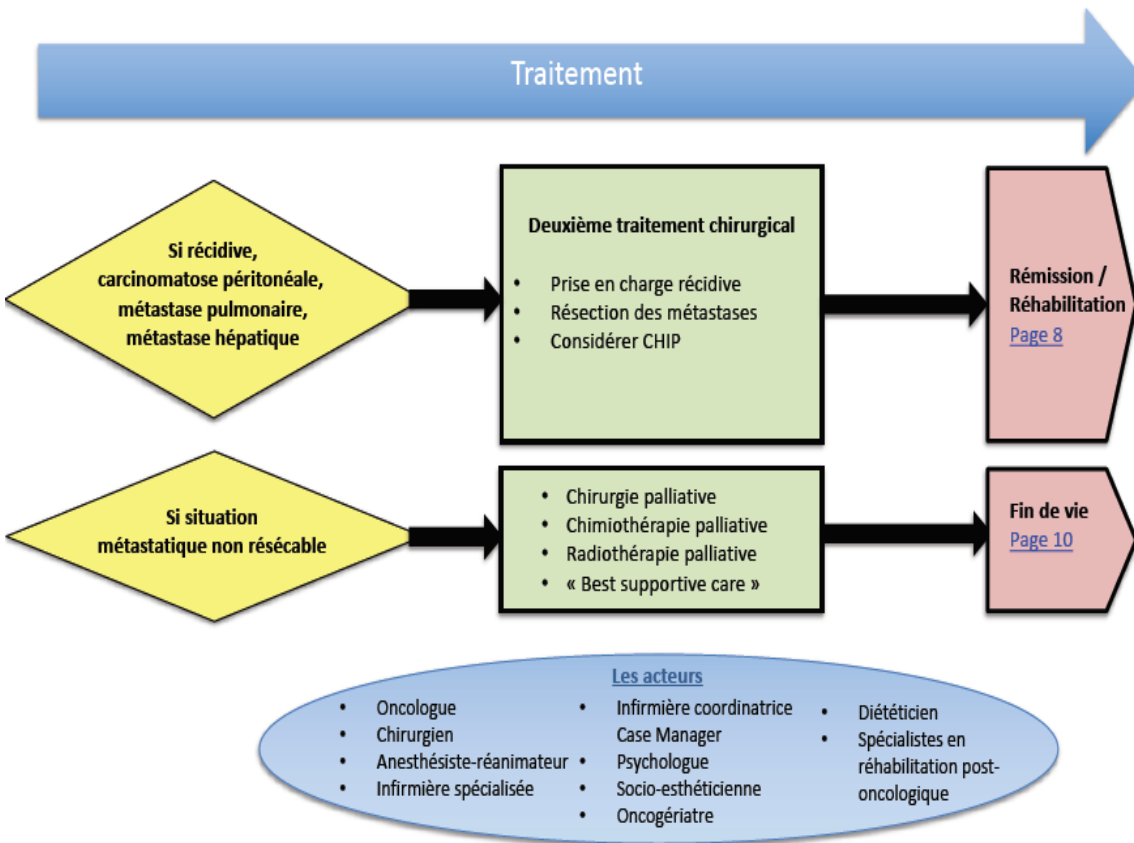 Traitement
Si récidive,
carcinomatose péritonéale,
métastase pulmonaire,
métastase hépatique
Deuxième traitement chirurgical
• Prise en charge récidive
• Résection des métastases
• Considérer CHIP
Rémission /
Réhabilitation
Page 8
Si situation
métastatique non résécable
• Chirurgie palliative
• Chimiothérapie palliative
• Radiothérapie palliative
• « Best supportive care »
Fin de vie
Page 10
Les acteurs
• Oncologue
• Chirurgien
• Anesthésiste-réanimateur
• Infirmière spécialisée
• Infirmière coordinatrice
Case Manager
• Psychologue
• Socio-esthéticienne
• Oncogériatre
• Diététicien
• Spécialistes en
réhabilitation post-
oncologique